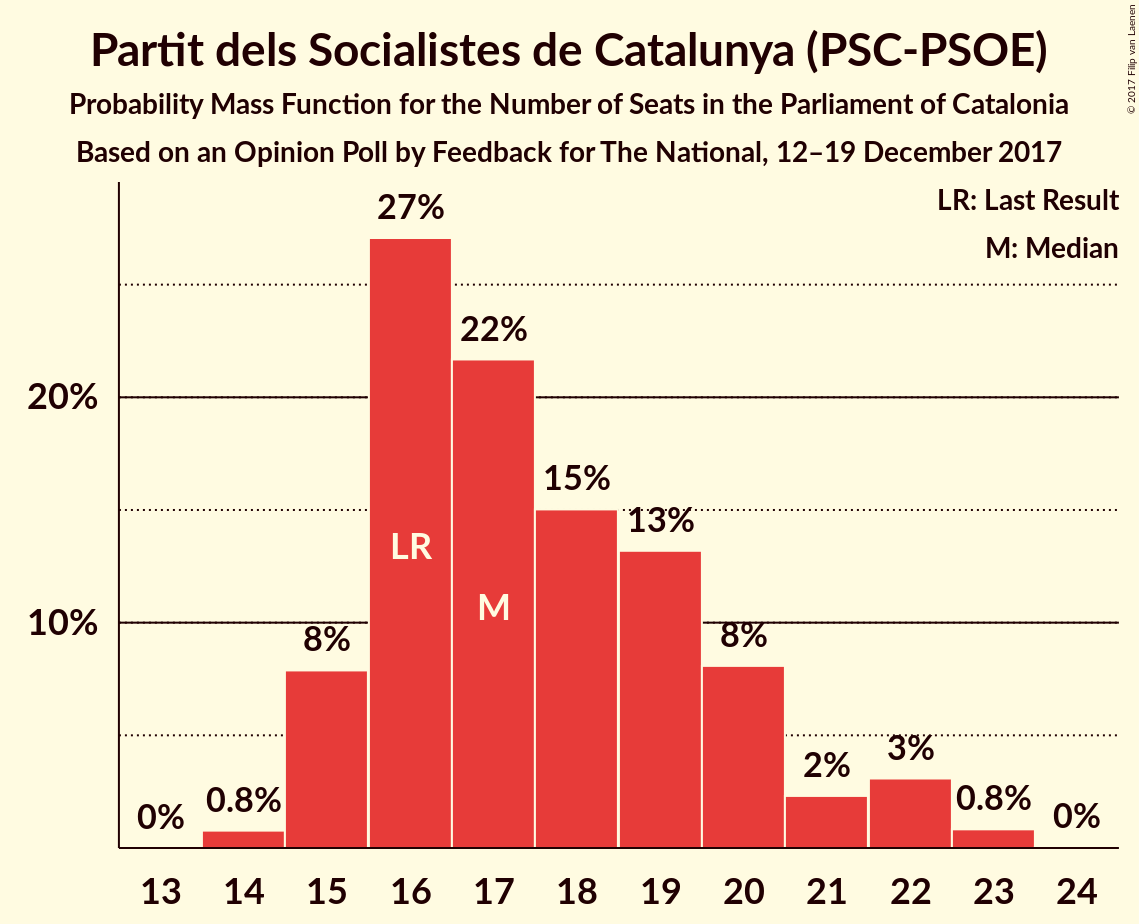 Partit dels Socialistes de Catalunya (PSC-PSOE)
Probability Mass Function for the Number of Seats in the Parliament of Catalonia
Based on an Opinion Poll by Feedback for The National, 12–19 December 2017
© 2017 Filip van Laenen
LR: Last Result
M: Median
20%
10%
0%
0.8%
8%
27%
22%
15%
13%
8%
2%
3%
0.8%
0%
LR
M
13 14 15 16 17 18 19 20 21 22 23 24